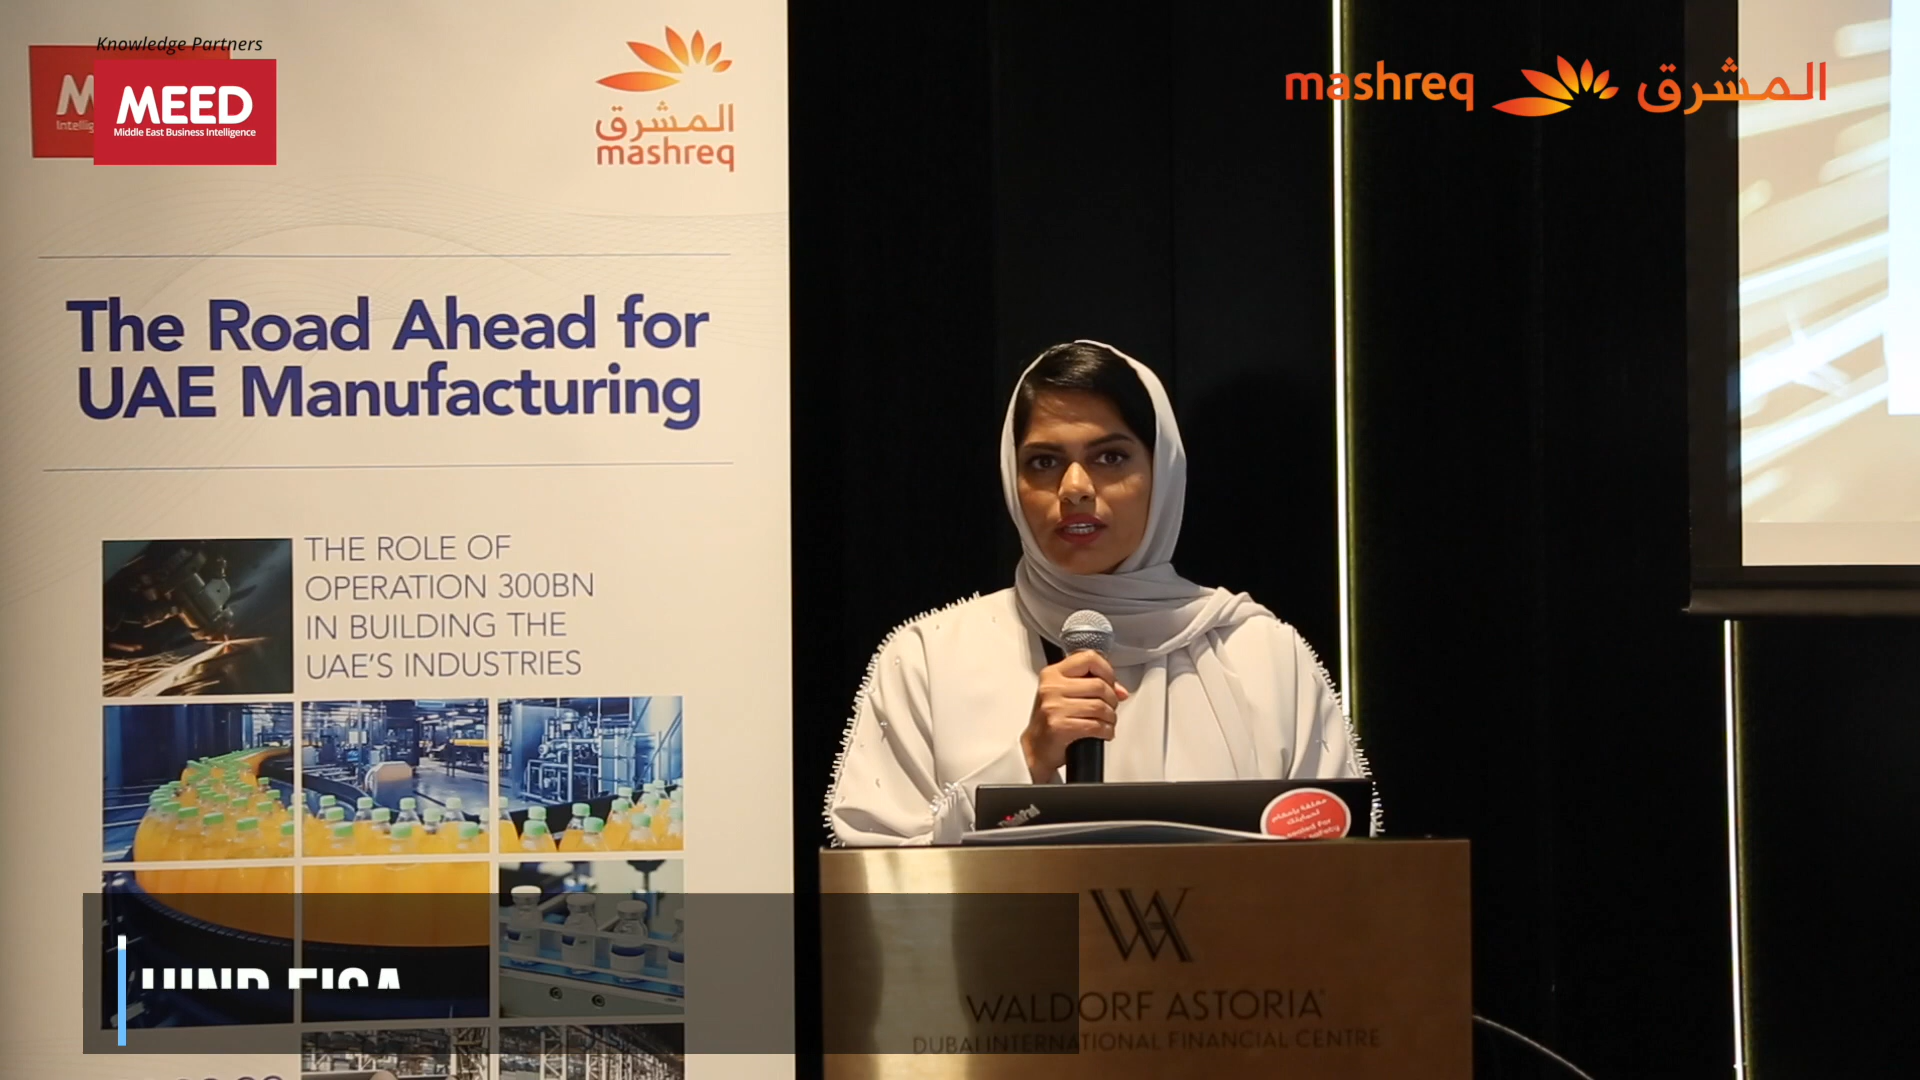 Knowledge Partners
MEED
Middle East Business Intelligence
المشرق
mashreq
mashreq المشرق
The Road Ahead for
UAE Manufacturing
THE ROLE OF
OPERATION 300BN
IN BUILDING THE
UAE'S INDUSTRIES
WALDORF ASTORIA
DUBAI INTERNATIONAL FINANCIAL CENTRE